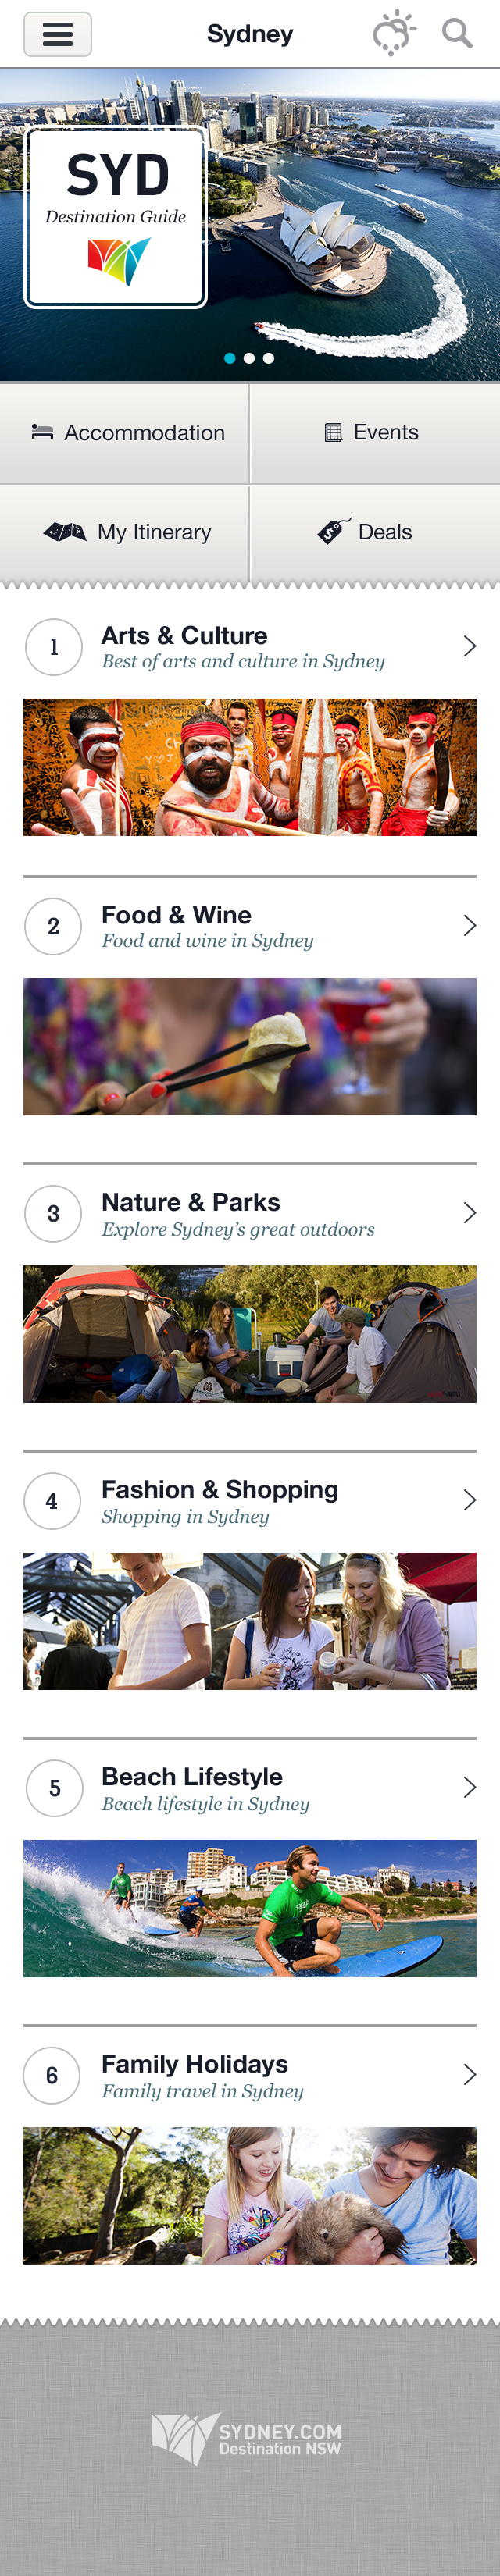 Sydney
SYD
Destination Guide
Accommodation
Events
My Itinerary
Deals
1
Arts & Culture
Best of arts and culture in Sydney
2
Food & Wine
Food and wine in Sydney
3
Nature & Parks
Explore Sydney's great outdoors
4
Fashion & Shopping
Shopping in Sydney
5
Beach Lifestyle
Beach lifestyle in Sydney
6
Family Holidays
Family travel in Sydney
SYDNEY.COM
Destination NSW